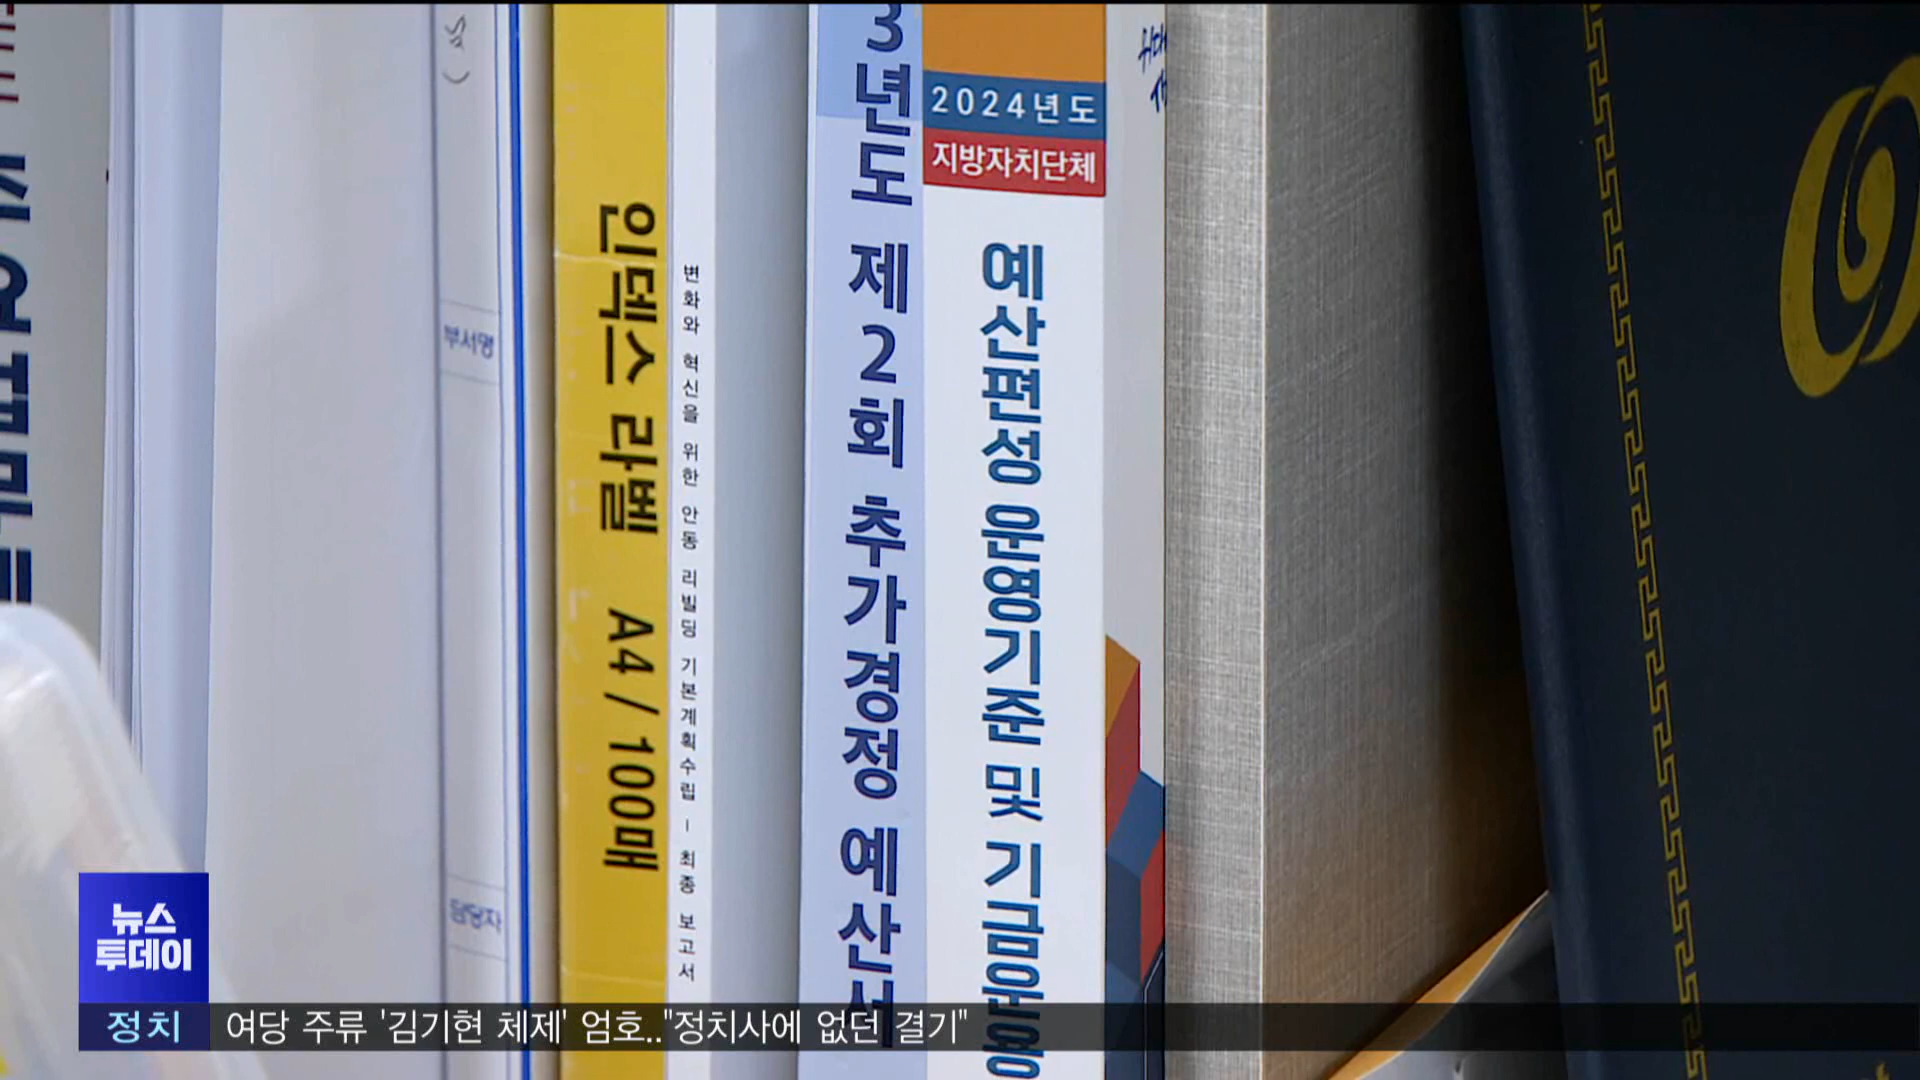 부서명
담당자
인덱스 라벨 A4 / 100매
변화와 혁신을 위한 안동 리빌딩 기본계획수립 - 최종 보고서
3년도 제2회 추가경정 예산서
2024년도
지방자치단체
예산편성 운영기준 및 기금운용
뉴스
투데이
정치
여당 주류 '김기현 체제' 엄호.."정치사에 없던 결기"